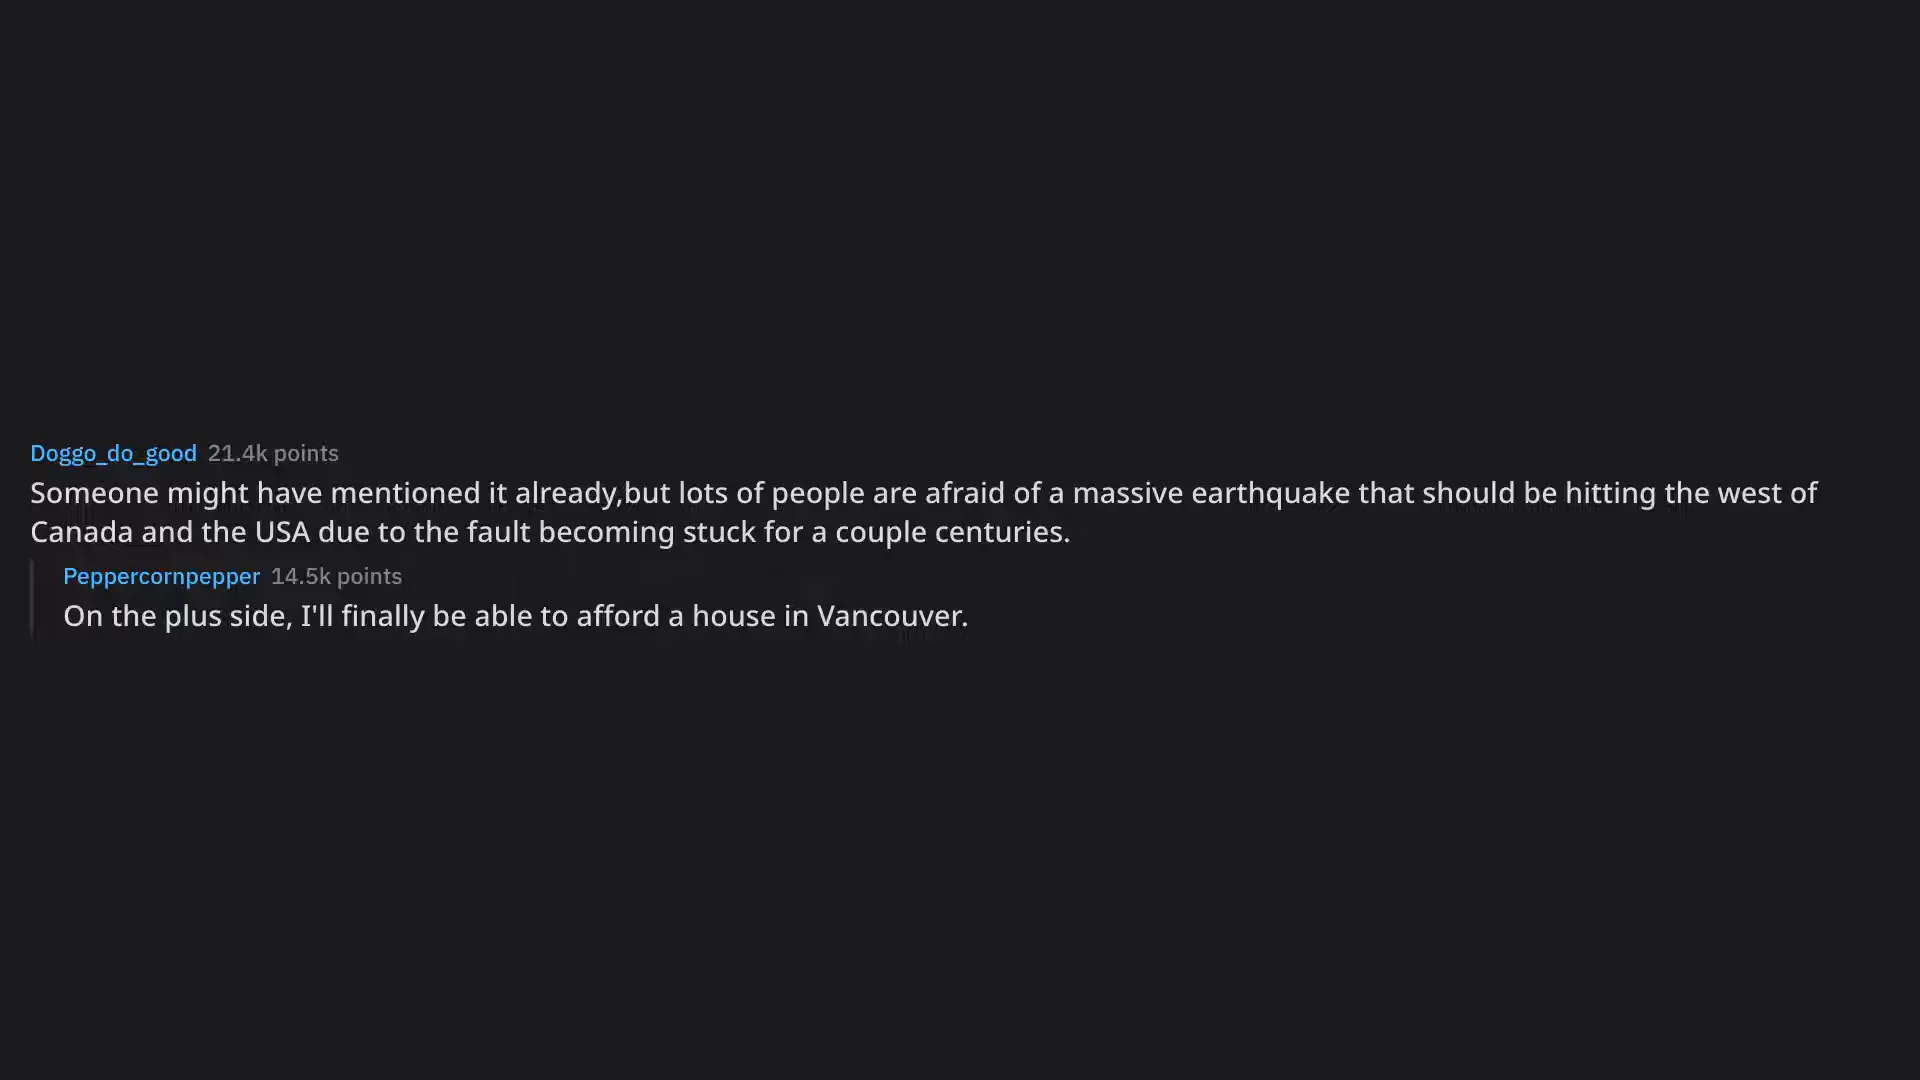 Doggo_do_good 21.4k points
Someone might have mentioned it already,but lots of people are afraid of a massive earthquake that should be hitting the west of
Canada and the USA due to the fault becoming stuck for a couple centuries.
Peppercornpepper 14.5k points
On the plus side, I'll finally be able to afford a house in Vancouver.